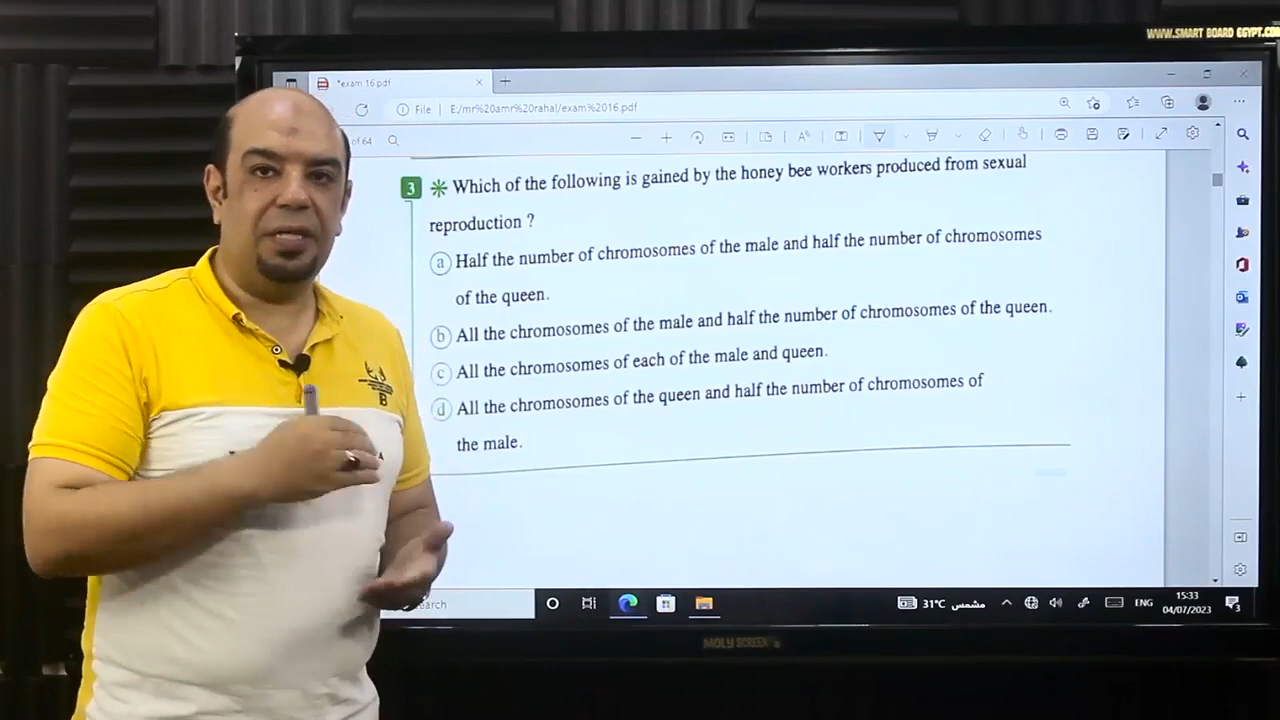 WWW.SMART BOARD EGYPT.COM
*exam 16.pdf
File E:/mr%20amr%20rahal/exam%2016.pdf
of 64
3 Which of the following is gained by the honey bee workers produced from sexual
reproduction ?
a Half the number of chromosomes of the male and half the number of chromosomes
of the queen.
b All the chromosomes of the male and half the number of chromosomes of the queen.
c All the chromosomes of each of the male and queen.
d All the chromosomes of the queen and half the number of chromosomes of
the male.
B
earch
31°C مشمس
ENG
15:33
04/07/2023
3
MOLY SCREEN